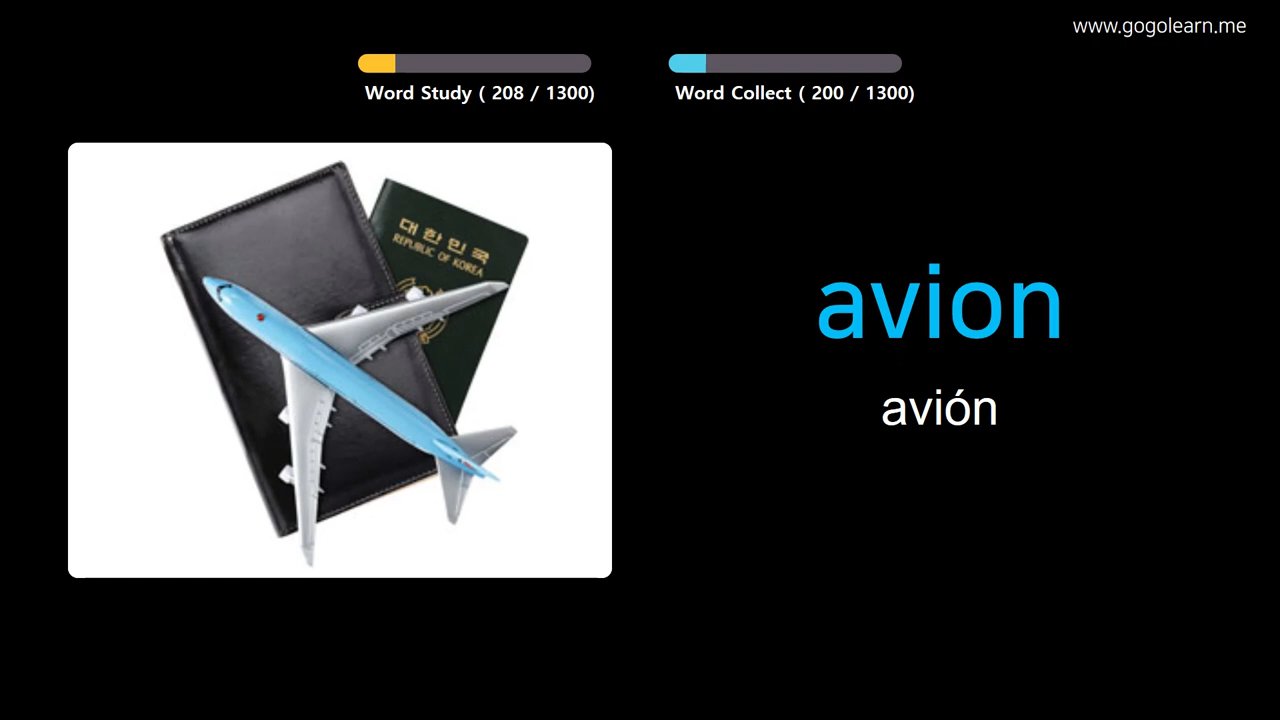 www.gogolearn.me
Word Study ( 208 / 1300)
Word Collect ( 200 / 1300)
대한민국
REPUBLIC OF KOREA
avion
avión